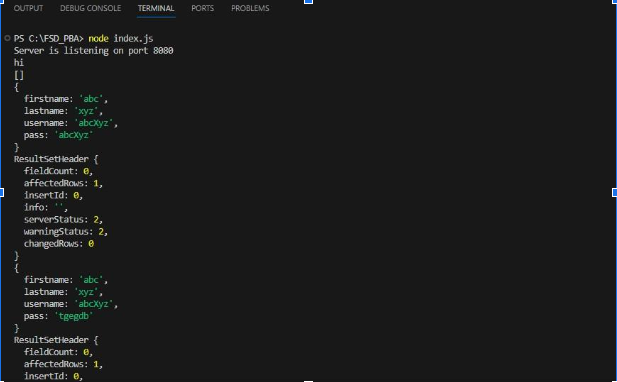 OUTPUT DEBUG CONSOLE TERMINAL PORTS PROBLEMS
PS C:\FSD_PBA> node index.js
Server is listening on port 8080
hi
[]
{
  firstname: 'abc',
  lastname: 'xyz',
  username: 'abcXyz',
  pass: 'abcXyz'
}
ResultSetHeader {
  fieldCount: 0,
  affectedRows: 1,
  insertId: 0,
  info: '',
  serverStatus: 2,
  warningStatus: 2,
  changedRows: 0
}
{
  firstname: 'abc',
  lastname: 'xyz',
  username: 'abcXyz',
  pass: 'tgegdb'
}
ResultSetHeader {
  fieldCount: 0,
  affectedRows: 1,
  insertId: 0,